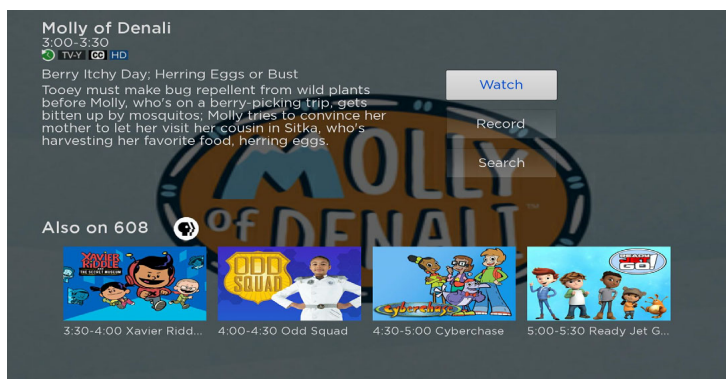 Molly of Denali
3:00-3:30
TV-Y CC HD
Berry Itchy Day; Herring Eggs or Bust
Tooey must make bug repellent from wild plants
before Molly, who's on a berry-picking trip, gets
bitten up by mosquitos; Molly tries to convince her
mother to let her visit her cousin in Sitka, who's
harvesting her favorite food, herring eggs.
Watch
Record
Search
MOLLY
OF DENALI
™
Also on 608
XAVIER
RIDDLE
AND
THE SECRET MUSEUM
ODD
SQUAD
Cyberchase
READY
JET
GO!
3:30-4:00 Xavier Ridd...
4:00-4:30 Odd Squad
4:30-5:00 Cyberchase
5:00-5:30 Ready Jet G...